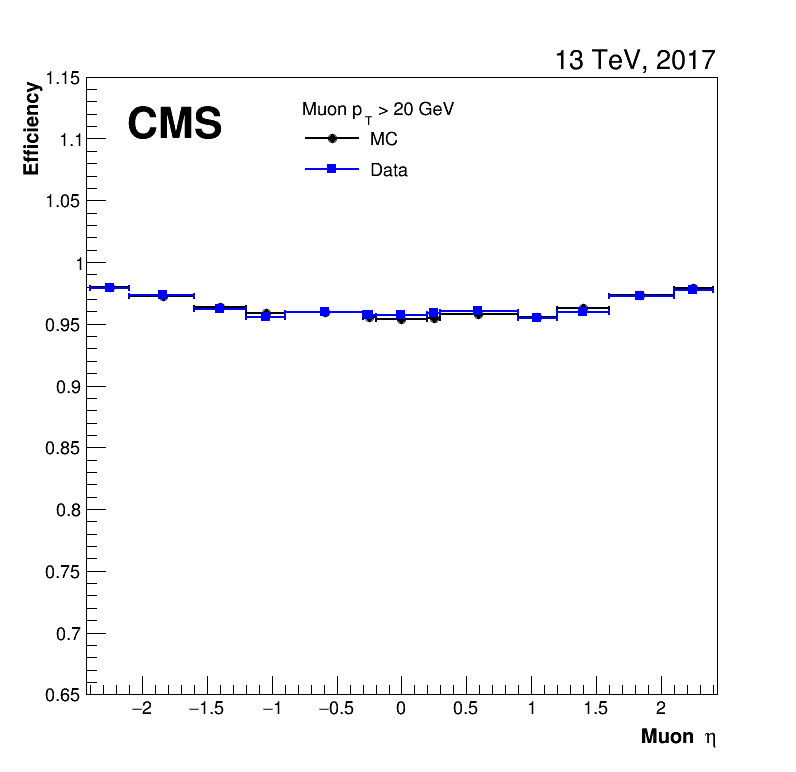 13 TeV, 2017
CMS
Muon p_T > 20 GeV
MC
Data
Efficiency
1.15
1.1
1.05
1
0.95
0.9
0.85
0.8
0.75
0.7
0.65
−2 −1.5 −1 −0.5 0 0.5 1 1.5 2
Muon η